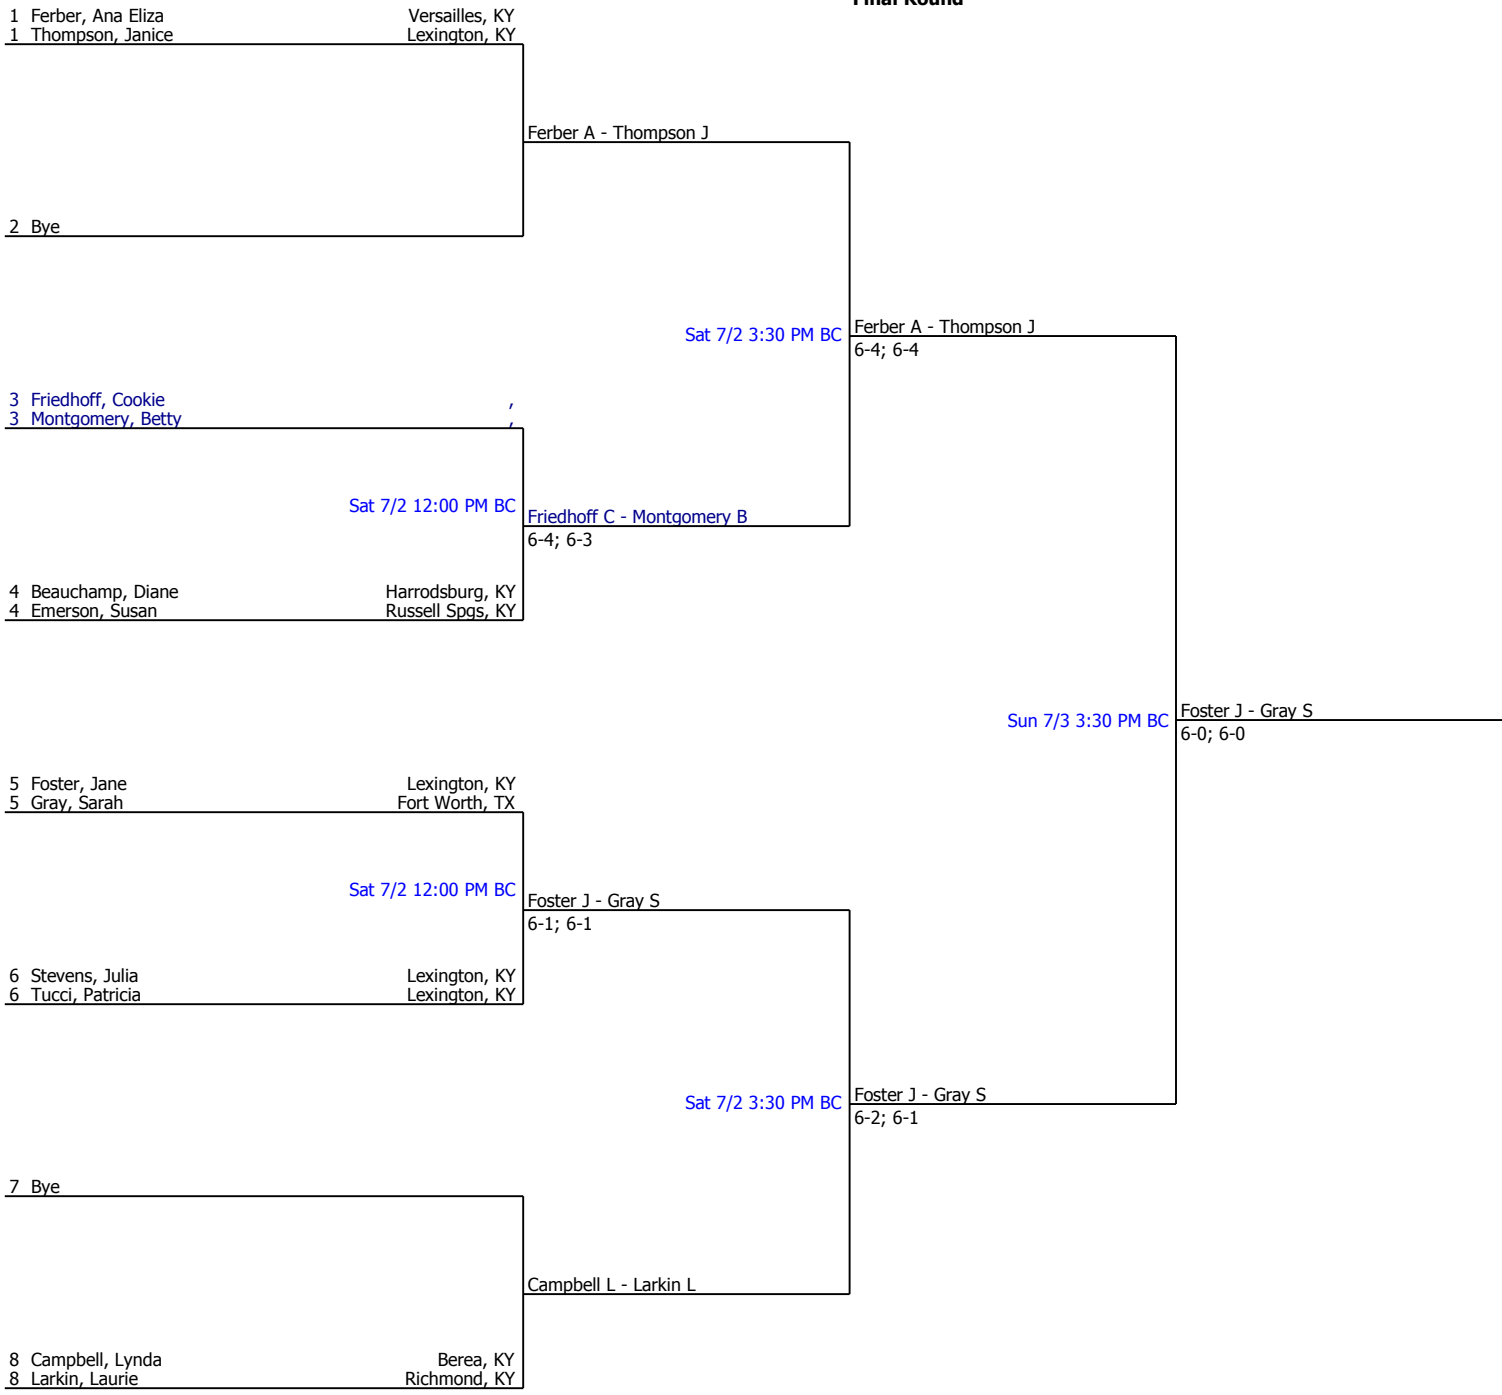 Final Round
1 Ferber, Ana Eliza Versailles, KY
1 Thompson, Janice Lexington, KY
Ferber A - Thompson J
2 Bye
Sat 7/2 3:30 PM BC
Ferber A - Thompson J
6-4; 6-4
3 Friedhoff, Cookie ,
3 Montgomery, Betty ,
Sat 7/2 12:00 PM BC
Friedhoff C - Montgomery B
6-4; 6-3
4 Beauchamp, Diane Harrodsburg, KY
4 Emerson, Susan Russell Spgs, KY
Sun 7/3 3:30 PM BC
Foster J - Gray S
6-0; 6-0
5 Foster, Jane Lexington, KY
5 Gray, Sarah Fort Worth, TX
Sat 7/2 12:00 PM BC
Foster J - Gray S
6-1; 6-1
6 Stevens, Julia Lexington, KY
6 Tucci, Patricia Lexington, KY
Sat 7/2 3:30 PM BC
Foster J - Gray S
6-2; 6-1
7 Bye
Campbell L - Larkin L
8 Campbell, Lynda Berea, KY
8 Larkin, Laurie Richmond, KY